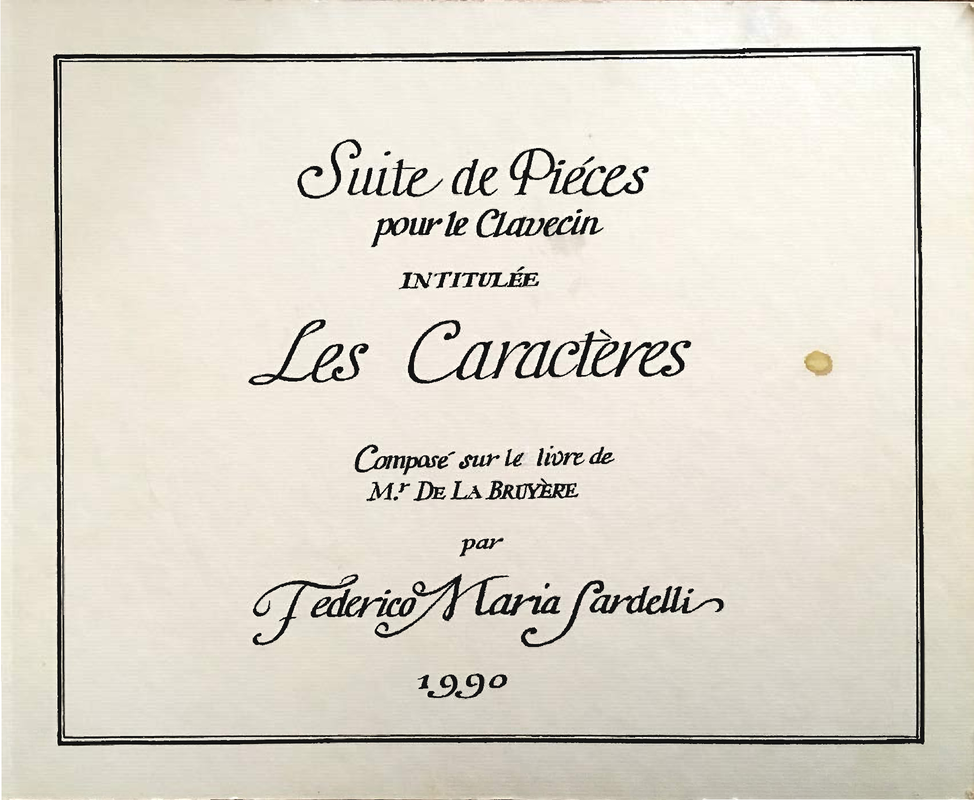 Suite de Piéces
pour le Clavecin
INTITULÉE
Les Caractères
Composé sur le livre de
M.r DE LA BRUYÈRE
par
Federico Maria Sardelli
1990